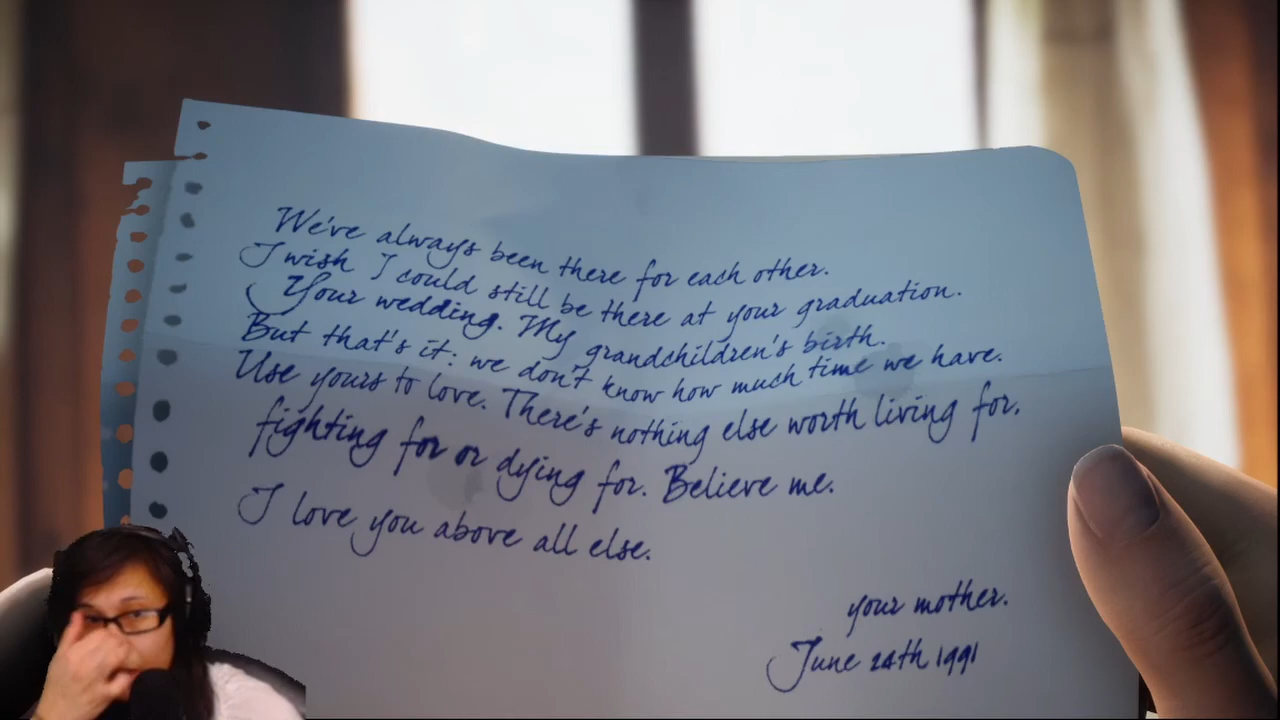 We've always been there for each other.
I wish I could still be there at your graduation.
Your wedding. My grandchildren's birth.
But that's it: we don't know how much time we have.
Use yours to love. There's nothing else worth living for,
fighting for or dying for. Believe me.
I love you above all else.
your mother.
June 24th 1991